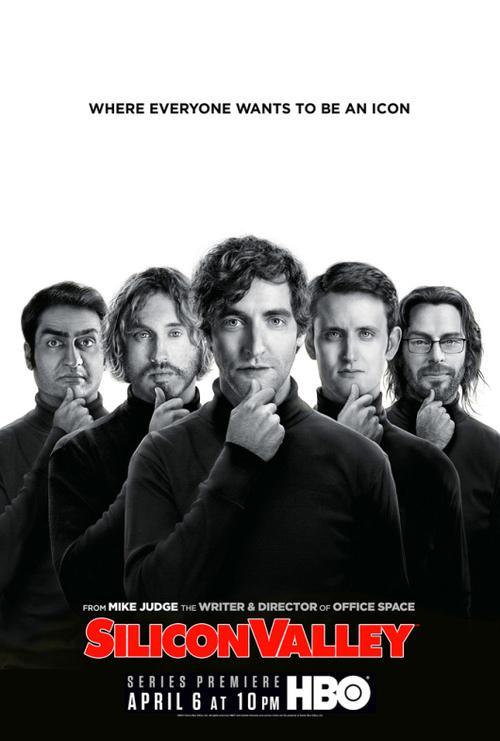 WHERE EVERYONE WANTS TO BE AN ICON
FROM MIKE JUDGE THE WRITER & DIRECTOR OF OFFICE SPACE
SILICON VALLEY
SERIES PREMIERE
APRIL 6 AT 10PM HBO®